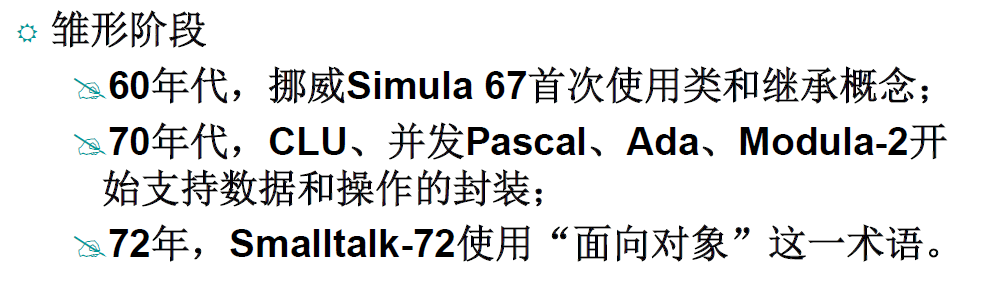 雏形阶段
60年代，挪威Simula 67首次使用类和继承概念；
70年代，CLU、并发Pascal、Ada、Modula-2开
始支持数据和操作的封装；
72年，Smalltalk-72使用“面向对象”这一术语。